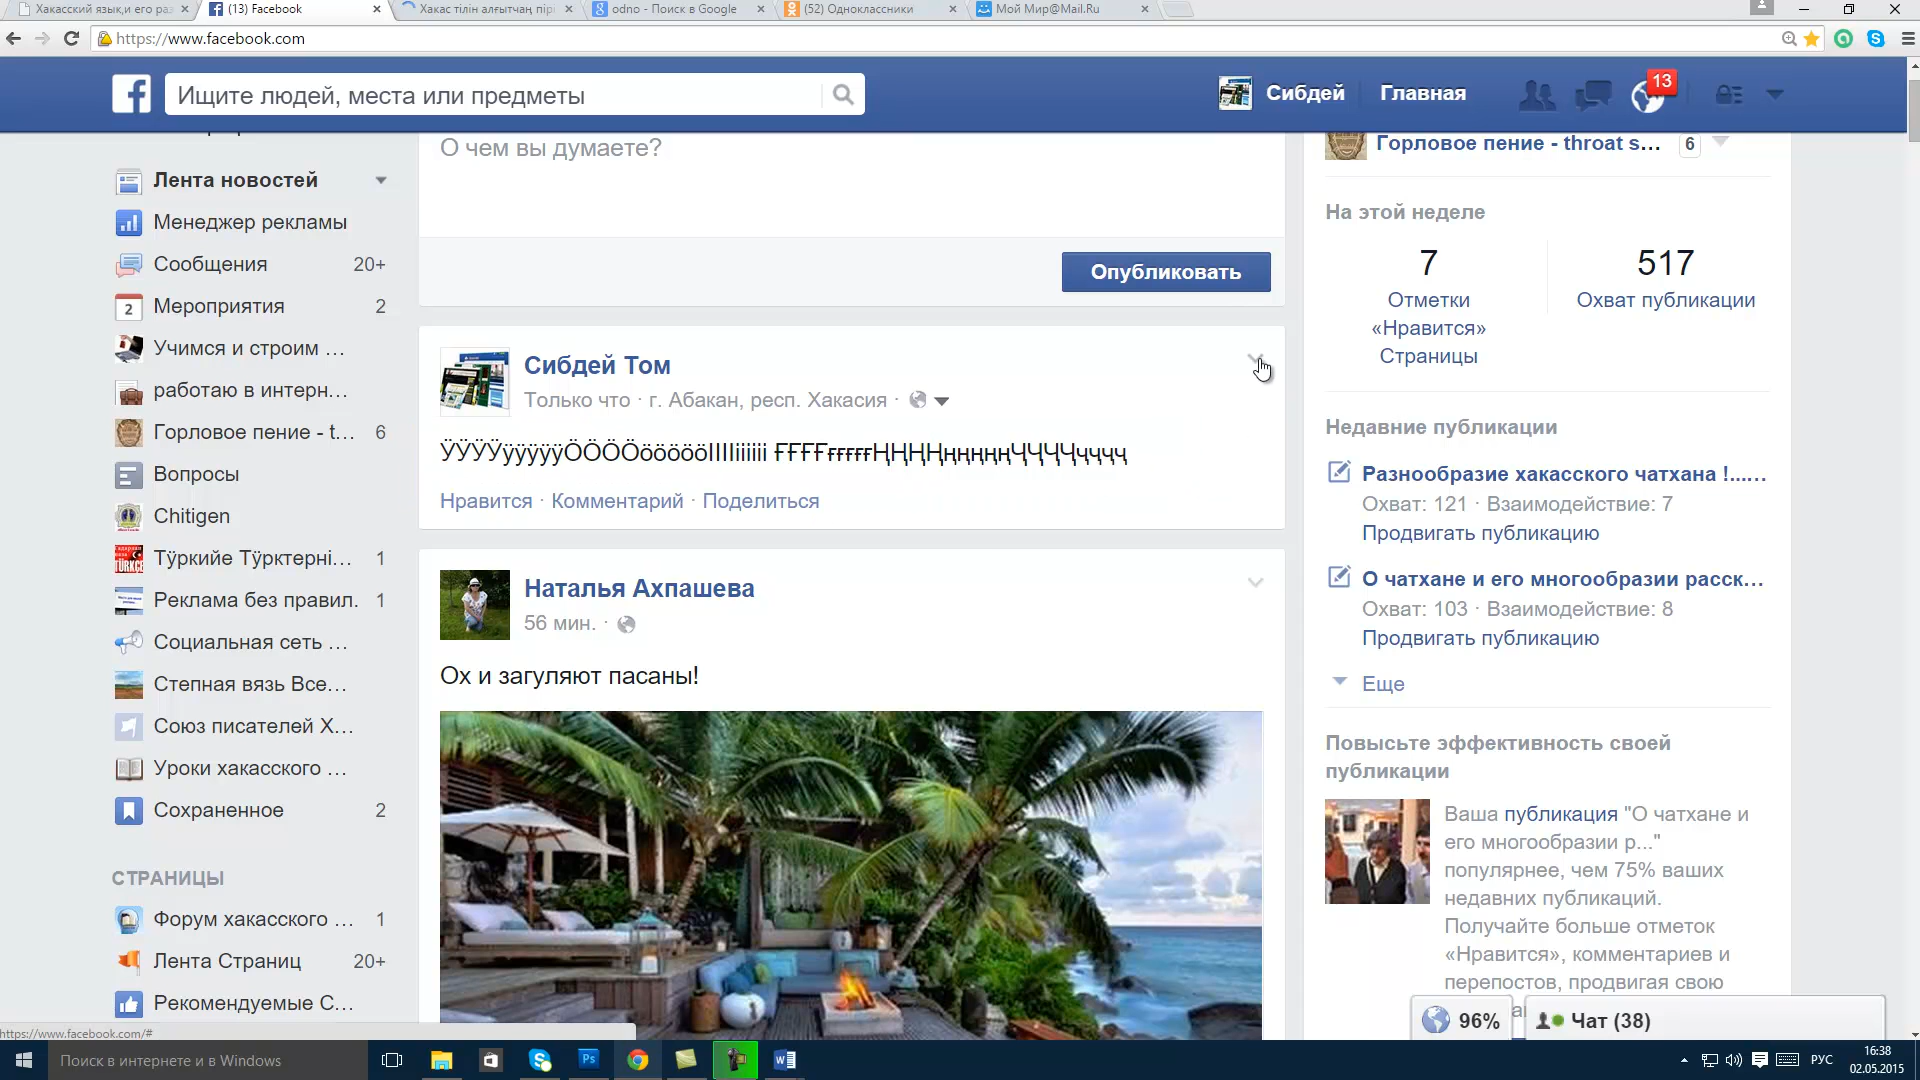 Хакасский язык,и его раз
(13) Facebook
Хакас тілін алғытчаң пірі
odno - Поиск в Google
(52) Одноклассники
Мой Мир@Mail.Ru
https://www.facebook.com
Ищите людей, места или предметы
Сибдей
Главная
13
Лента новостей
Менеджер рекламы
Сообщения 20+
Мероприятия 2
Учимся и строим ...
работаю в интерн...
Горловое пение - t... 6
Вопросы
Chitigen
Тӱркийе Тӱрктерні... 1
Реклама без правил. 1
Социальная сеть ...
Степная вязь Все...
Союз писателей Х...
Уроки хакасского ...
Сохраненное 2
СТРАНИЦЫ
Форум хакасского ... 1
Лента Страниц 20+
Рекомендуемые С...
https://www.facebook.com/#
О чем вы думаете?
Опубликовать
Сибдей Том
Только что · г. Абакан, респ. Хакасия ·
ӰӰӰӰӱӱӱӱӱӦӦӦӦӧӧӧӧӧІІІІііііі ҒҒҒҒғғғғғҢҢҢҢңңңңңҶҶҶҶҷҷҷҷ
Нравится · Комментарий · Поделиться
Наталья Ахпашева
56 мин. ·
Ох и загуляют пасаны!
Горловое пение - throat s... 6
На этой неделе
7
Отметки
«Нравится»
Страницы
517
Охват публикации
Недавние публикации
Разнообразие хакасского чатхана !......
Охват: 121 · Взаимодействие: 7
Продвигать публикацию
О чатхане и его многообразии расск...
Охват: 103 · Взаимодействие: 8
Продвигать публикацию
Еще
Повысьте эффективность своей
публикации
Ваша публикация "О чатхане и
его многообразии р..."
популярнее, чем 75% ваших
недавних публикаций.
Получайте больше отметок
«Нравится», комментариев и
перепостов, продвигая свою
96%
Чат (38)
Поиск в интернете и в Windows
РУС
16:38
02.05.2015